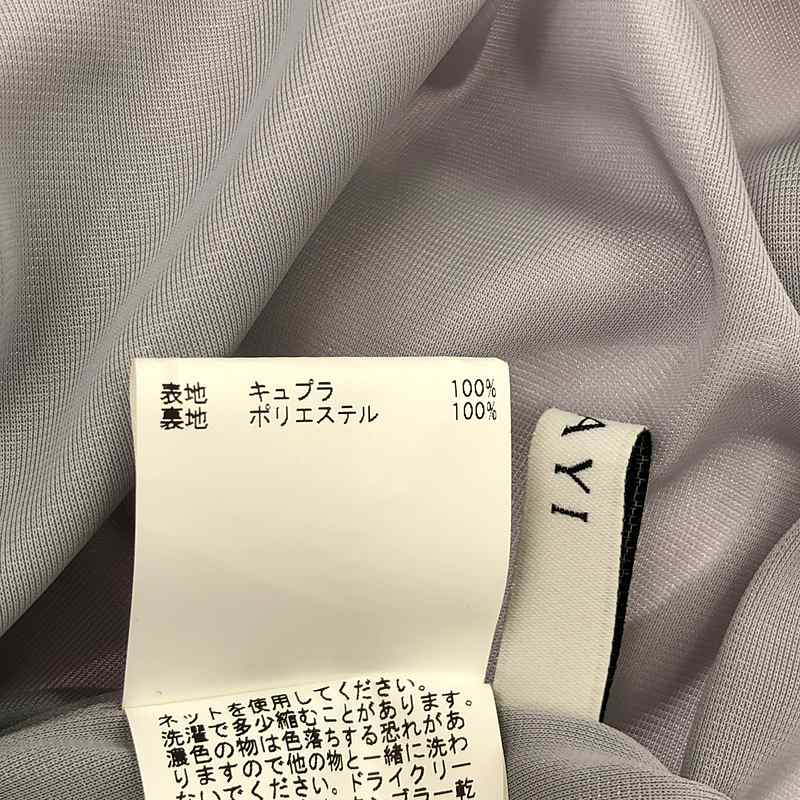 表地 キュプラ 100%
裏地 ポリエステル 100%
AYI
ネットを使用してください。
洗濯で多少縮むことがあります。
濃色の物は色落ちする恐れがあ
りますので他の物と一緒に洗わ
ないでください。ドライクリー